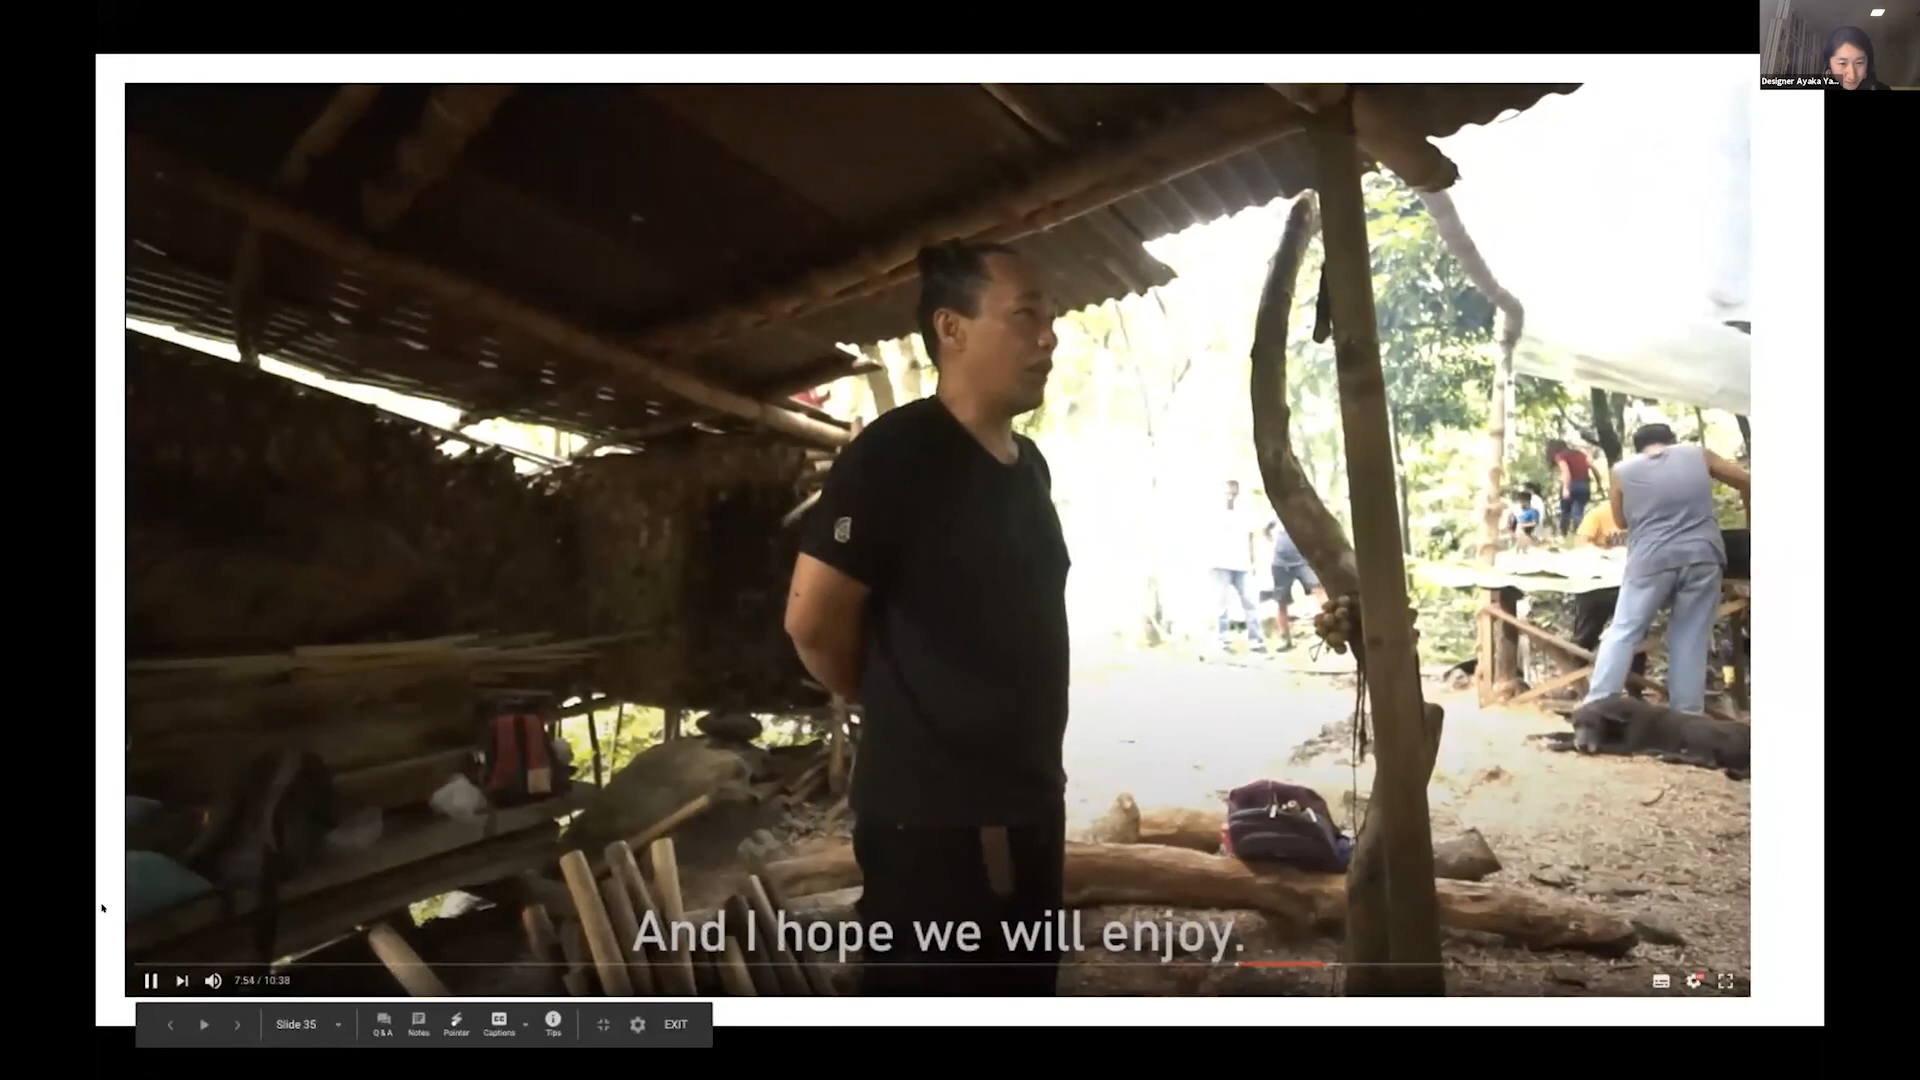 Designer Ayaka Ya...
And I hope we will enjoy.
7:54 / 10:38
Slide 35
Q & A
Notes
Pointer
CC
Captions
Tips
EXIT